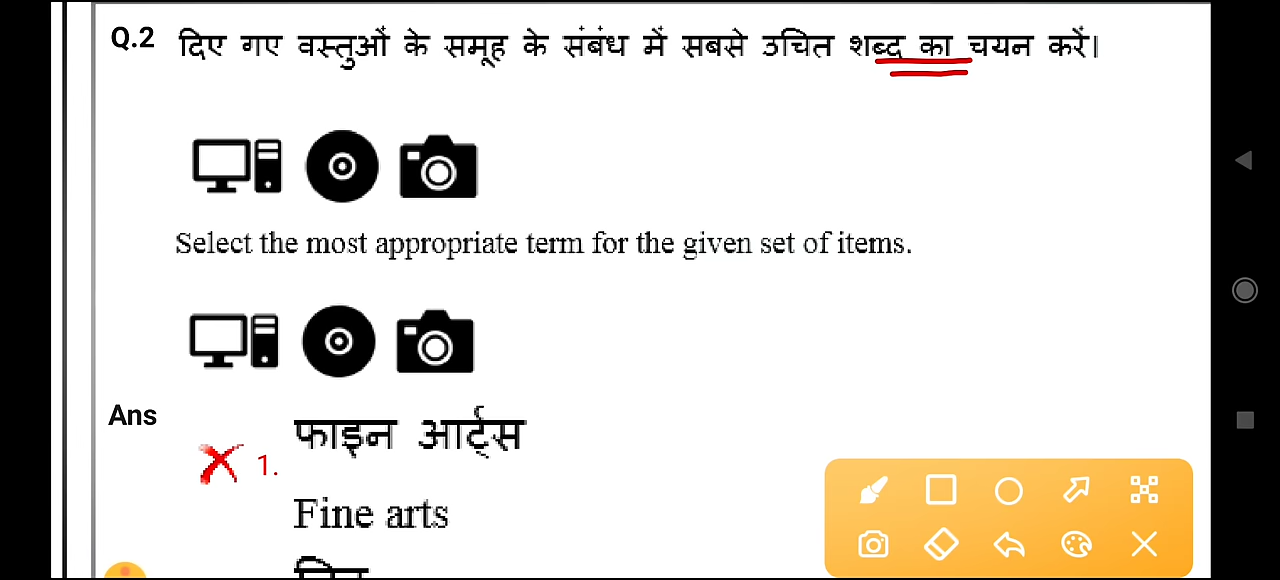 Q.2 दिए गए वस्तुओं के समूह के संबंध में सबसे उचित शब्द का चयन करें।
Select the most appropriate term for the given set of items.
Ans
फाइन आर्ट्स
1.
Fine arts